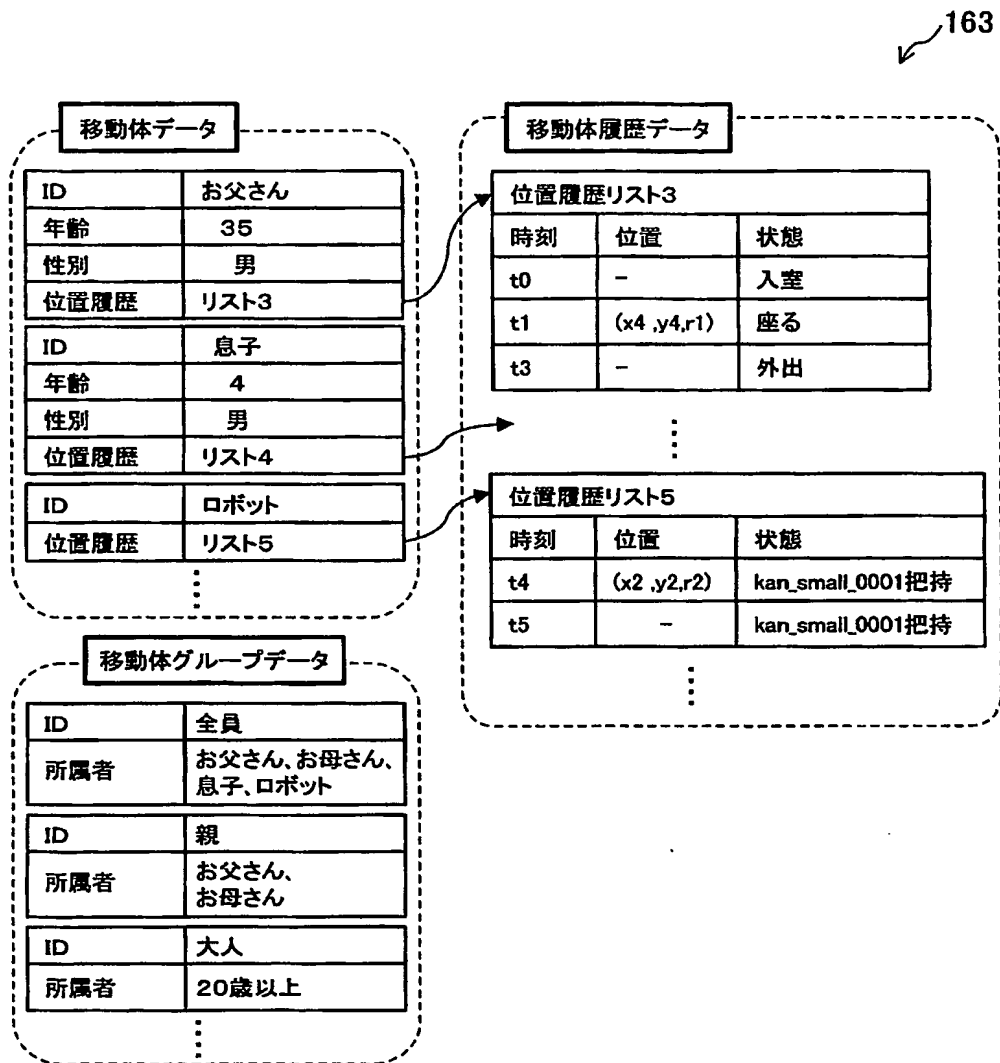 163
移動体データ
ID お父さん
年齢 35
性別 男
位置履歴 リスト3
ID 息子
年齢 4
性別 男
位置履歴 リスト4
ID ロボット
位置履歴 リスト5
移動体履歴データ
位置履歴リスト3
時刻 位置 状態
t0 − 入室
t1 (x4 ,y4,r1) 座る
t3 − 外出
位置履歴リスト5
時刻 位置 状態
t4 (x2 ,y2,r2) kan_small_0001把持
t5 − kan_small_0001把持
移動体グループデータ
ID 全員
所属者 お父さん、お母さん、
息子、ロボット
ID 親
所属者 お父さん、
お母さん
ID 大人
所属者 20歳以上